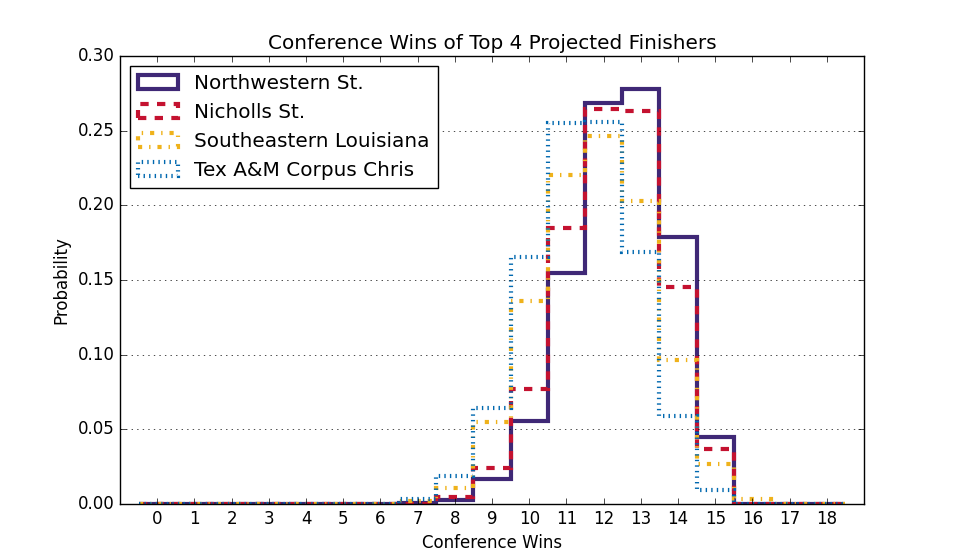 Conference Wins of Top 4 Projected Finishers
0.30
Northwestern St.
Nicholls St.
0.25
Southeastern Louisiana
Tex A&M Corpus Chris
0.20
Probability
0.15
0.10
0.05
0.00
0 1 2 3 4 5 6 7 8 9 10 11 12 13 14 15 16 17 18
Conference Wins